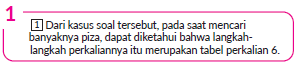 1
1 Dari kasus soal tersebut, pada saat mencari
banyaknya piza, dapat diketahui bahwa langkah-
langkah perkaliannya itu merupakan tabel perkalian 6.